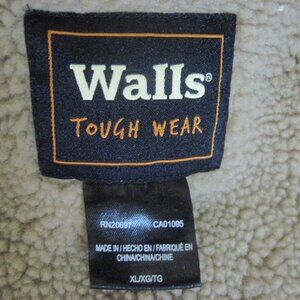 Walls®
TOUGH WEAR
RN20697 CA01095
MADE IN / HECHO EN / FABRIQUÉ EN
CHINA/CHINA/CHINE
XL/XG/TG